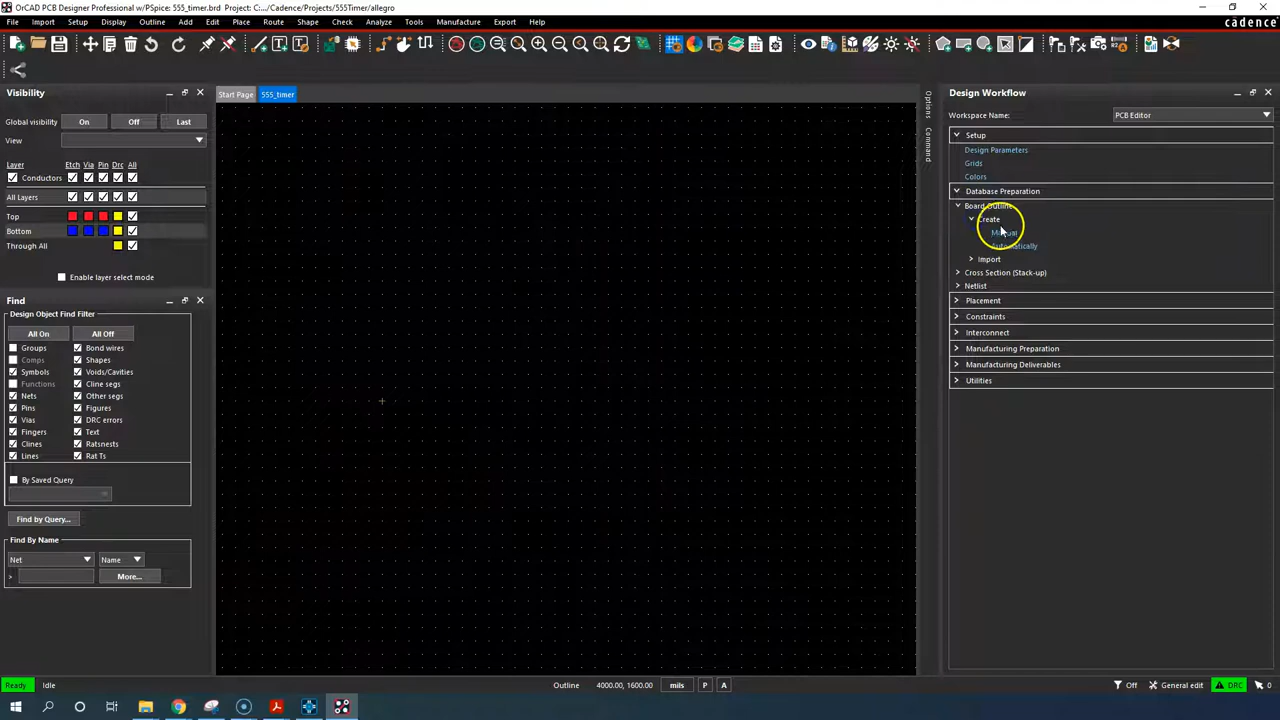 OrCAD PCB Designer Professional w/PSpice: 555_timer.brd Project: C:/.../Cadence/Projects/555Timer/allegro
File Import Setup Display Outline Add Edit Place Route Shape Check Analyze Tools Manufacture Export Help
cadence
Visibility
Global visibility On Off Last
View
Layer Etch Via Pin Drc All
Conductors
All Layers
Top
Bottom
Through All
Enable layer select mode
Find
Design Object Find Filter
All On All Off
Groups Bond wires
Comps Shapes
Symbols Voids/Cavities
Functions Cline segs
Nets Other segs
Pins Figures
Vias DRC errors
Fingers Text
Clines Ratsnests
Lines Rat Ts
By Saved Query
Find by Query...
Find By Name
Net Name
> More...
Start Page 555_timer
Options
Command
Design Workflow
Workspace Name: PCB Editor
Setup
Design Parameters
Grids
Colors
Database Preparation
Board Outline
Create
Manual
Automatically
Import
Cross Section (Stack-up)
Netlist
Placement
Constraints
Interconnect
Manufacturing Preparation
Manufacturing Deliverables
Utilities
Ready Idle Outline 4000.00, 1600.00 mils P A Off General edit DRC 0